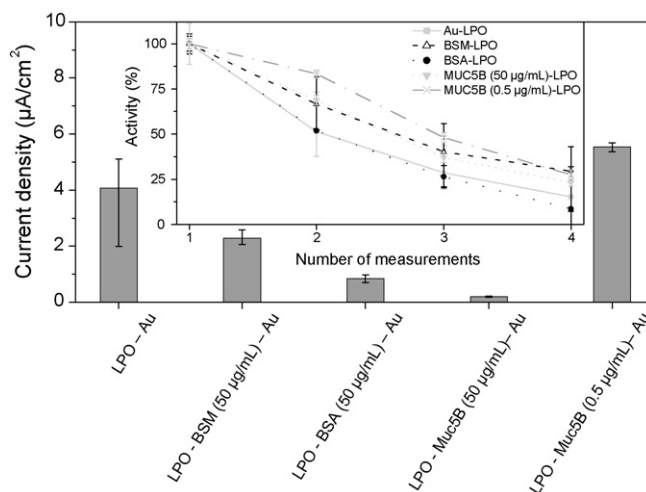 Current density (µA/cm²)
10
8
6
4
2
0
Activity (%)
100
75
50
25
0
1
2
3
4
Number of measurements
Au-LPO
BSM-LPO
BSA-LPO
MUC5B (50 µg/mL)-LPO
MUC5B (0.5 µg/mL)-LPO
LPO – Au
LPO - BSM (50 µg/mL) – Au
LPO - BSA (50 µg/mL) – Au
LPO - Muc5B (50 µg/mL) – Au
LPO - Muc5B (0.5 µg/mL)– Au